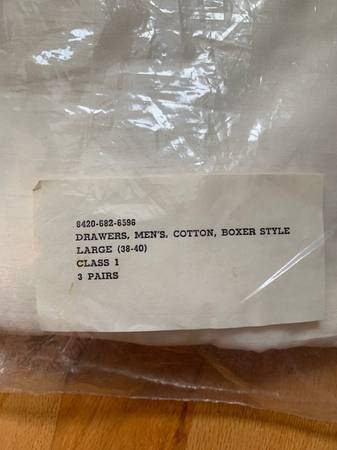 8420-682-6596
DRAWERS, MEN'S, COTTON, BOXER STYLE
LARGE (38-40)
CLASS 1
3 PAIRS